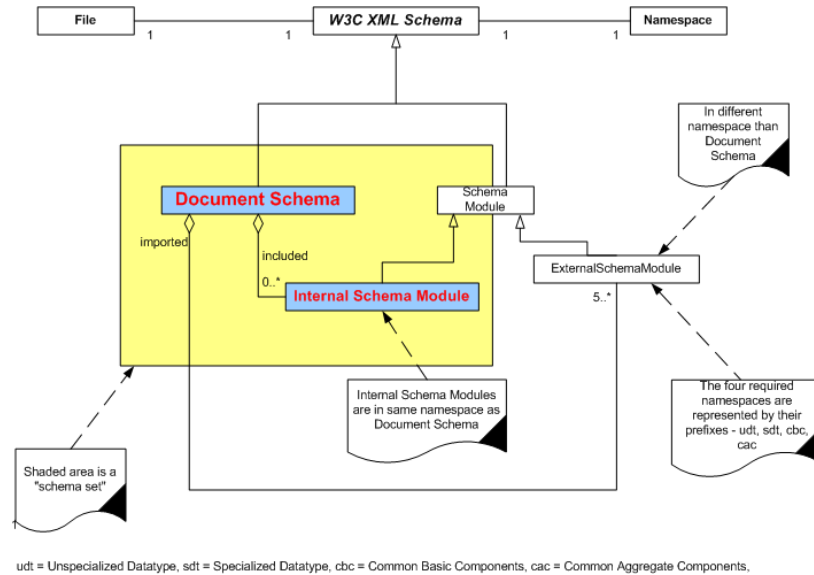 File
W3C XML Schema
Namespace
1
1
1
1
In different
namespace than
Document
Schema
Document Schema
Schema
Module
imported
included
ExternalSchemaModule
0..*
Internal Schema Module
5..*
Internal Schema Modules
are in same namespace as
Document Schema
The four required
namespaces are
represented by their
prefixes - udt, sdt, cbc,
cac
Shaded area is a
"schema set"
1
udt = Unspecialized Datatype, sdt = Specialized Datatype, cbc = Common Basic Components, cac = Common Aggregate Components,